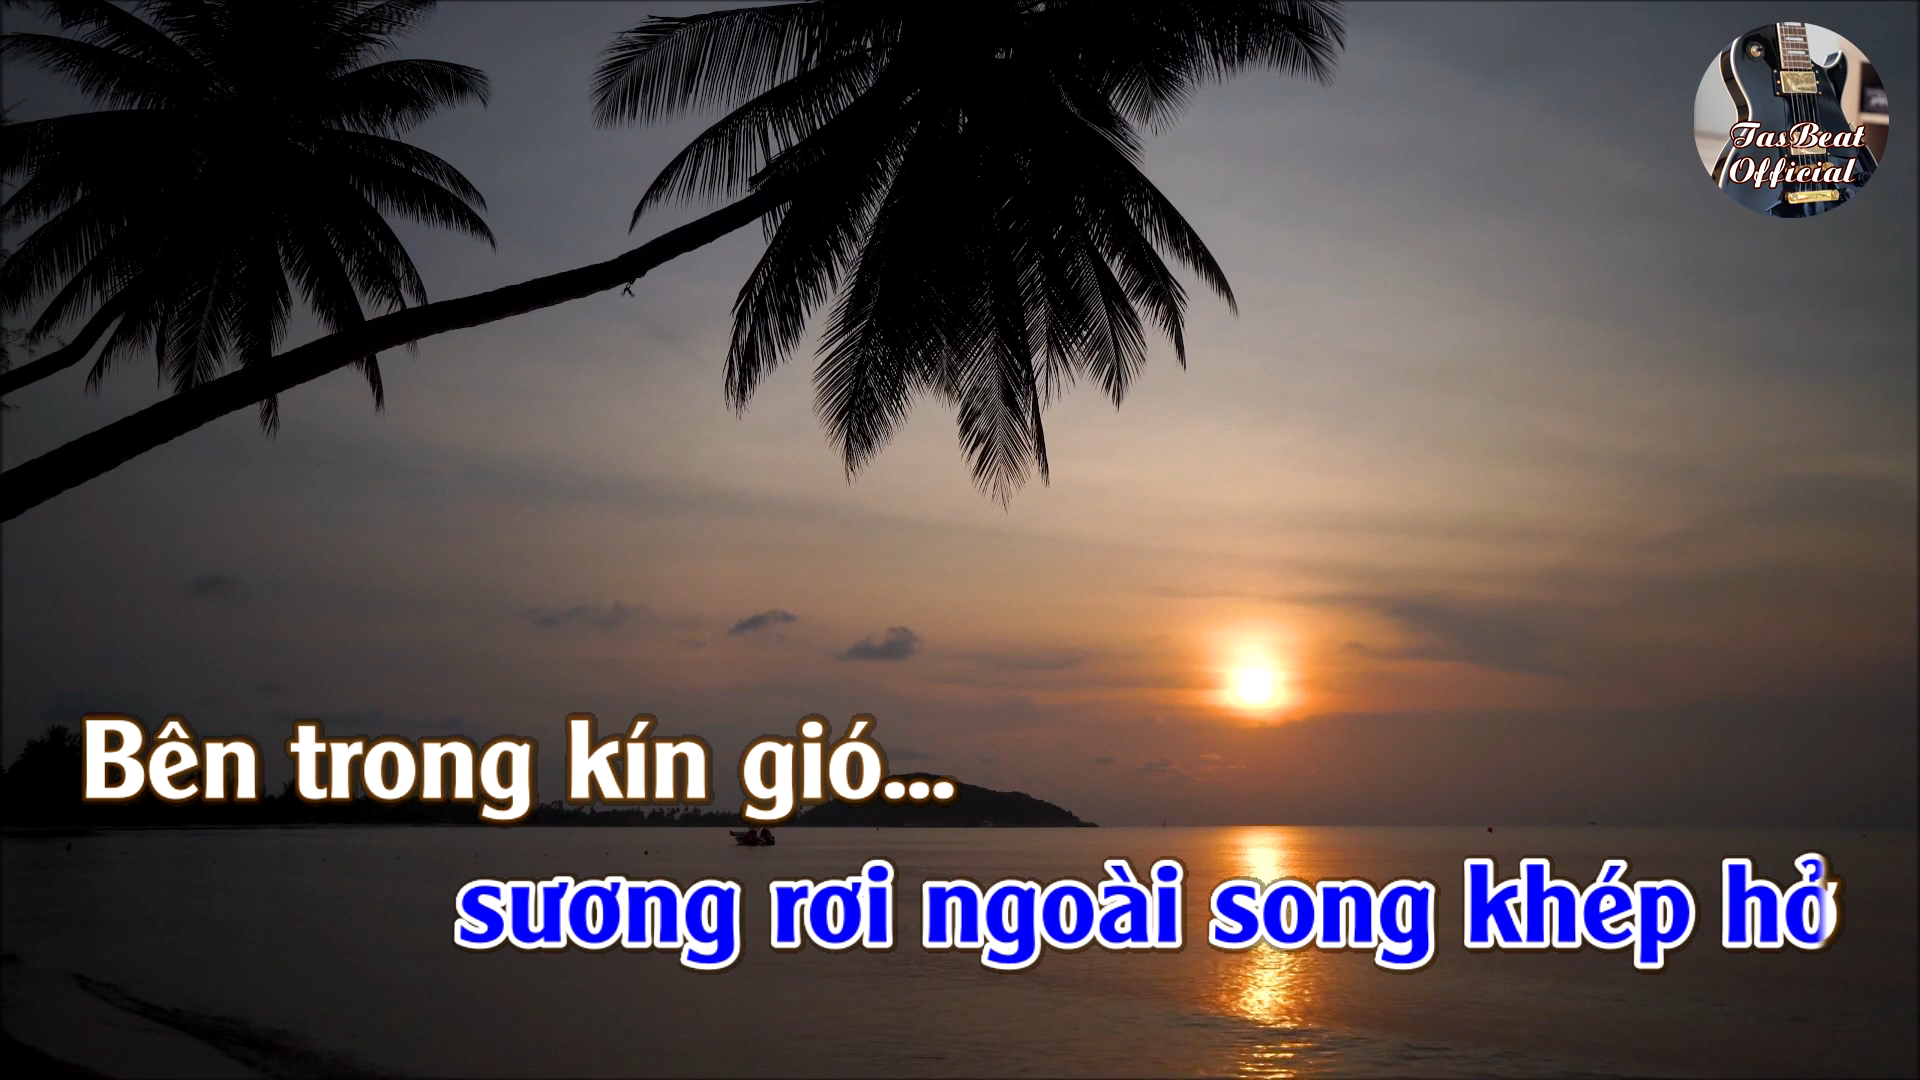 TasBeat
Official
Bên trong kín gió...
sương rơi ngoài song khép hở